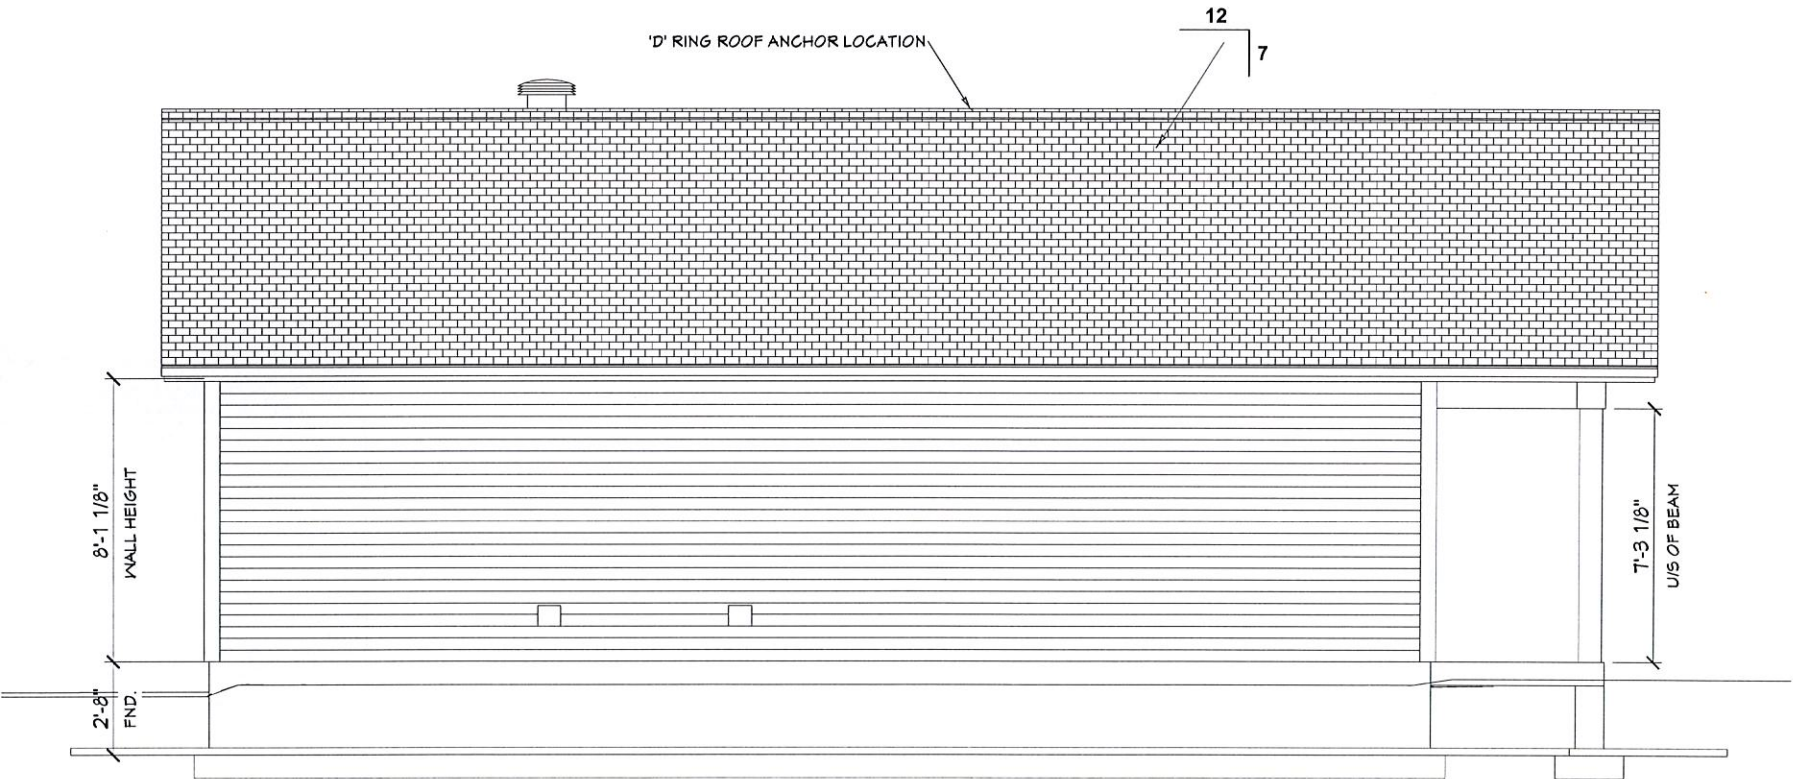 12
'D' RING ROOF ANCHOR LOCATION
7
8'-1 1/8"
WALL HEIGHT
7'-3 1/8"
U/S OF BEAM
2'-8"
FND.